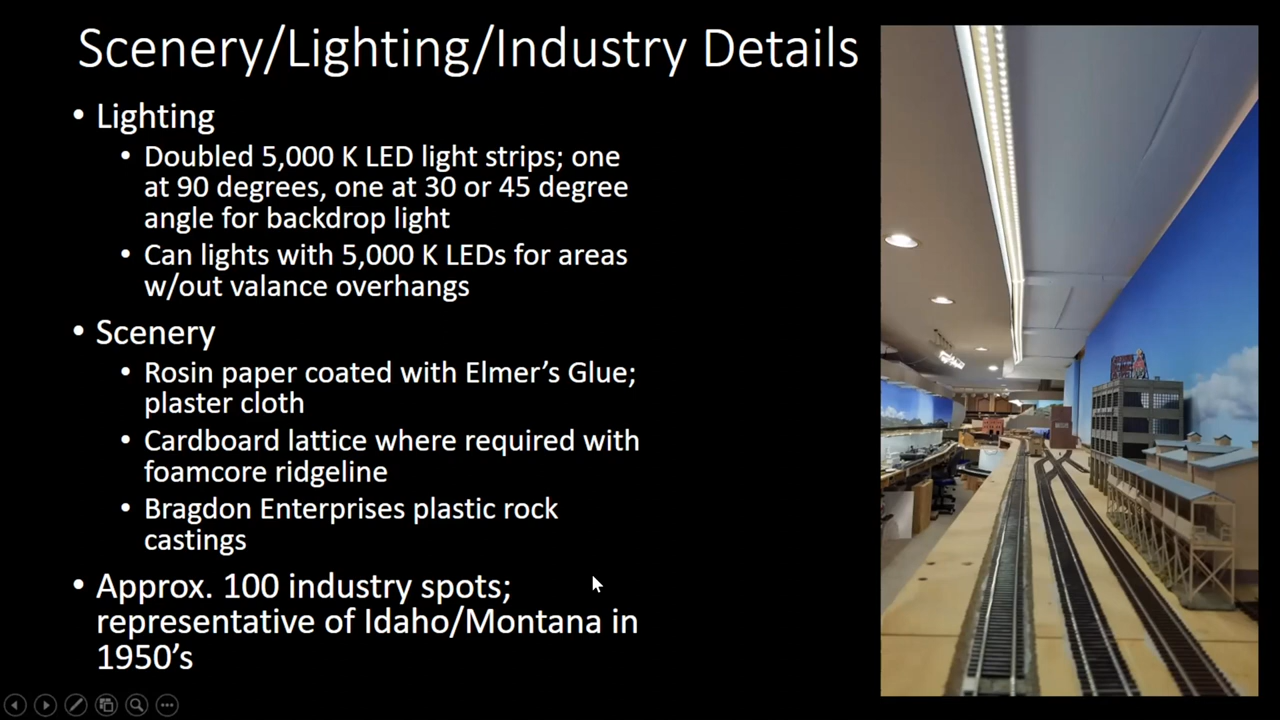 Scenery/Lighting/Industry Details
• Lighting
• Doubled 5,000 K LED light strips; one
at 90 degrees, one at 30 or 45 degree
angle for backdrop light
• Can lights with 5,000 K LEDs for areas
w/out valance overhangs
• Scenery
• Rosin paper coated with Elmer’s Glue;
plaster cloth
• Cardboard lattice where required with
foamcore ridgeline
• Bragdon Enterprises plastic rock
castings
• Approx. 100 industry spots;
representative of Idaho/Montana in
1950’s